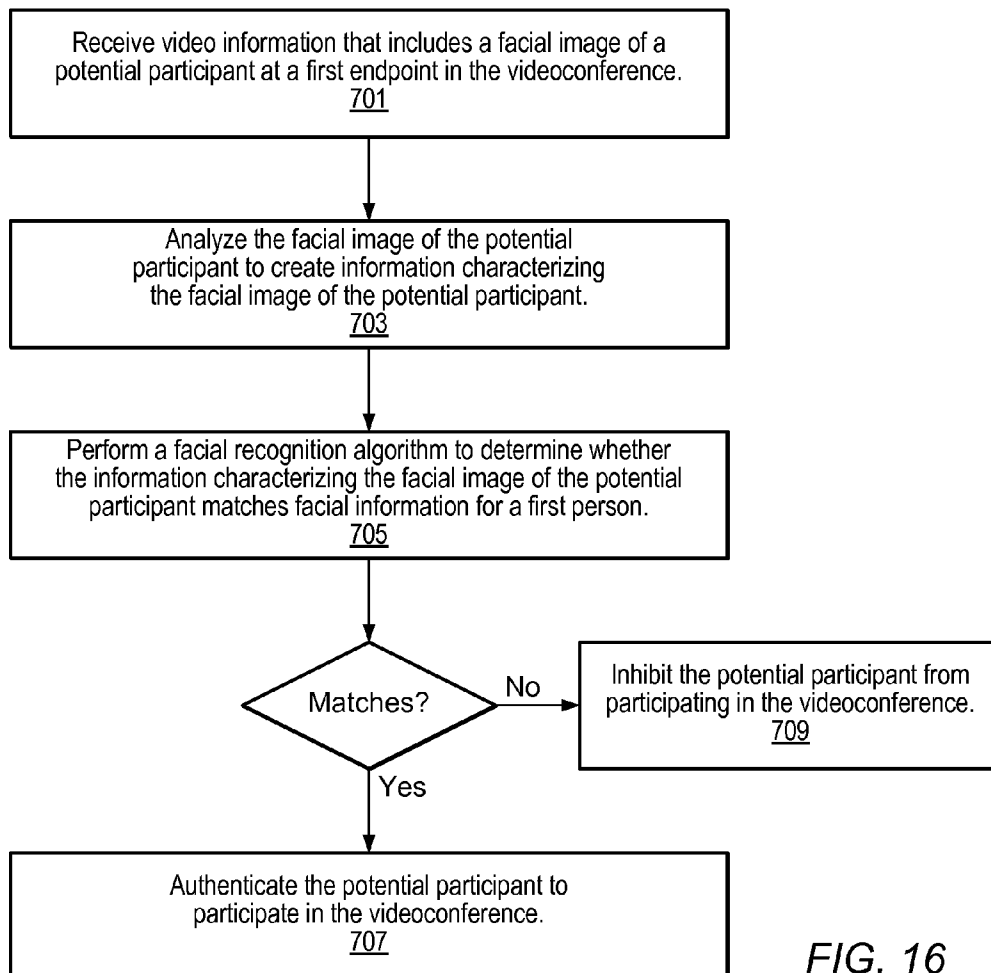 Receive video information that includes a facial image of a
potential participant at a first endpoint in the videoconference.
701
Analyze the facial image of the potential
participant to create information characterizing
the facial image of the potential participant.
703
Perform a facial recognition algorithm to determine whether
the information characterizing the facial image of the potential
participant matches facial information for a first person.
705
Matches?
No
Inhibit the potential participant from
participating in the videoconference.
709
Yes
Authenticate the potential participant to
participate in the videoconference.
707
FIG. 16